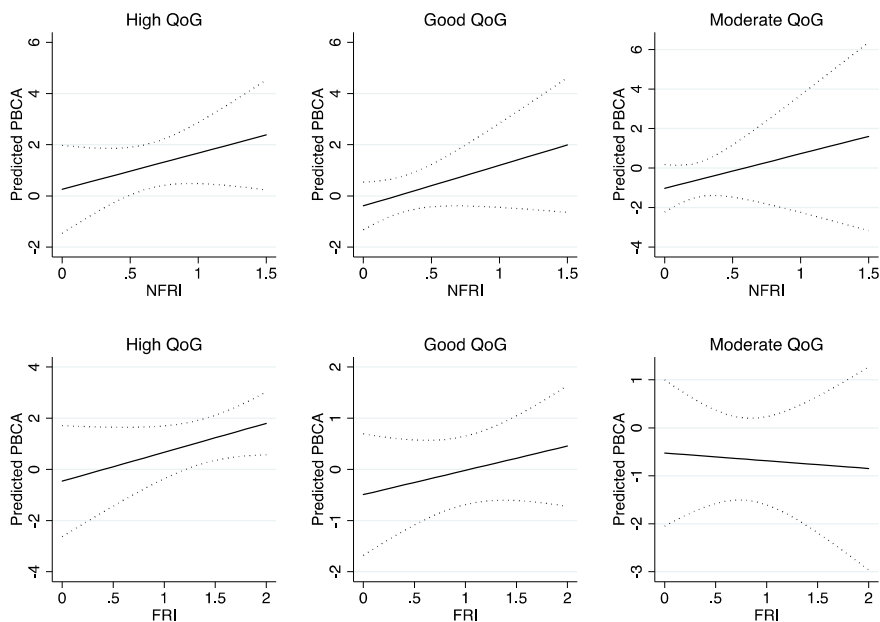 High QoG
Predicted PBCA
6
4
2
0
-2
0 .5 1 1.5
NFRI
Good QoG
Predicted PBCA
6
4
2
0
-2
0 .5 1 1.5
NFRI
Moderate QoG
Predicted PBCA
6
4
2
0
-2
-4
0 .5 1 1.5
NFRI
High QoG
Predicted PBCA
4
2
0
-2
-4
0 .5 1 1.5 2
FRI
Good QoG
Predicted PBCA
2
1
0
-1
-2
0 .5 1 1.5 2
FRI
Moderate QoG
Predicted PBCA
1
0
-1
-2
-3
0 .5 1 1.5 2
FRI